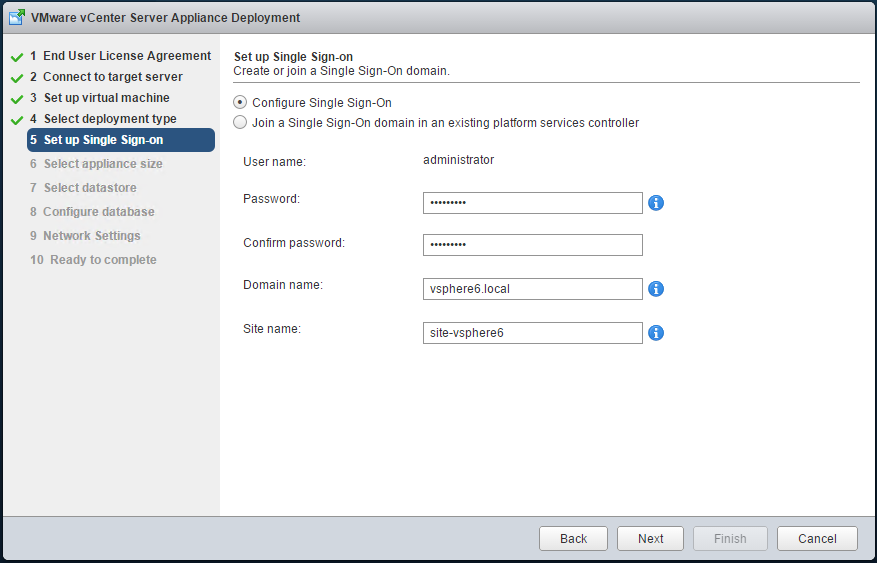 VMware vCenter Server Appliance Deployment
1 End User License Agreement
2 Connect to target server
3 Set up virtual machine
4 Select deployment type
5 Set up Single Sign-on
6 Select appliance size
7 Select datastore
8 Configure database
9 Network Settings
10 Ready to complete
Set up Single Sign-on
Create or join a Single Sign-On domain.
Configure Single Sign-On
Join a Single Sign-On domain in an existing platform services controller
User name: administrator
Password: •••••••••
Confirm password: •••••••••
Domain name: vsphere6.local
Site name: site-vsphere6
Back Next Finish Cancel